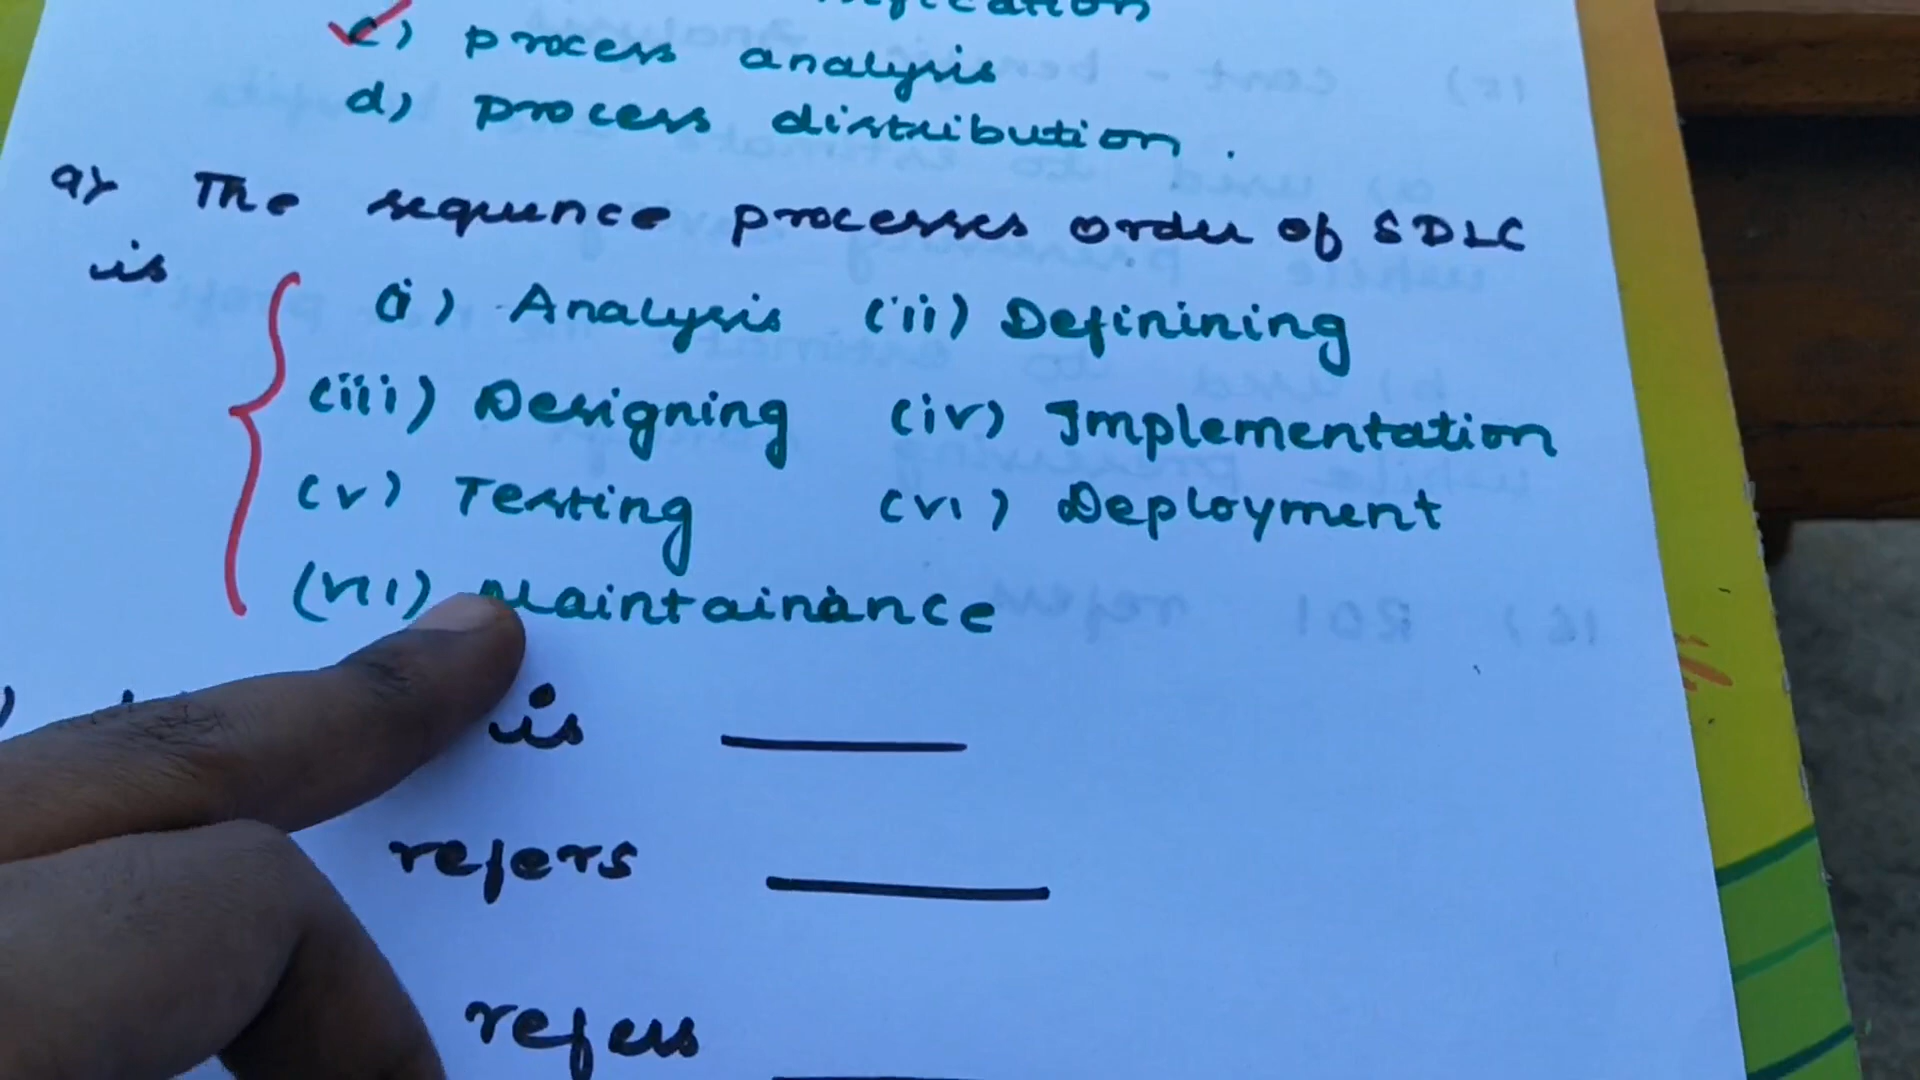 c) process analysis
d) process distribution.
9) The sequence processes order of SDLC
is
(i) Analysis (ii) Definining
(iii) Designing (iv) Implementation
(v) Testing (vi) Deployment
(vii) Maintainance
is
refers
refers